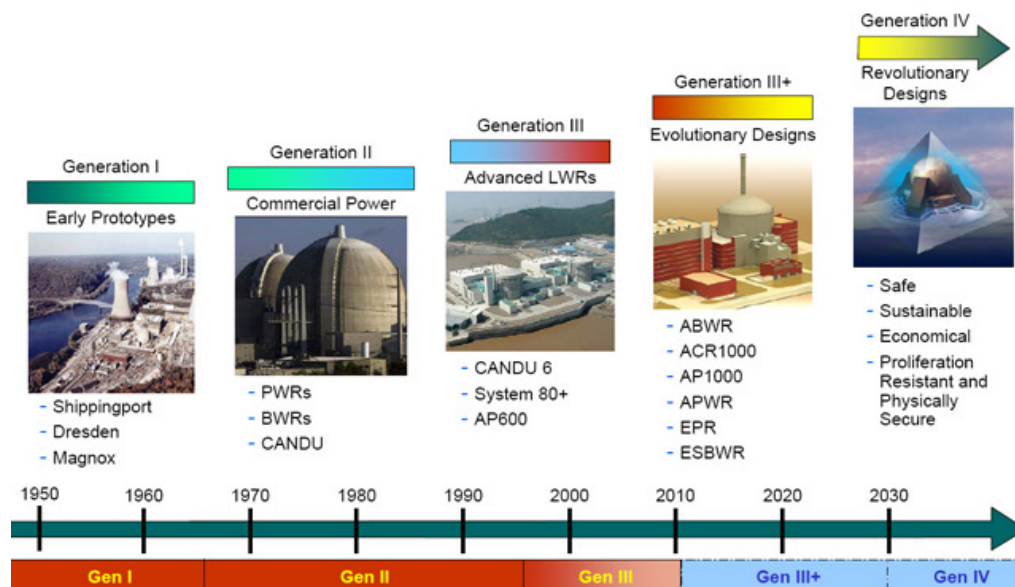 Generation I
Early Prototypes
- Shippingport
- Dresden
- Magnox
Generation II
Commercial Power
- PWRs
- BWRs
- CANDU
Generation III
Advanced LWRs
- CANDU 6
- System 80+
- AP600
Generation III+
Evolutionary Designs
- ABWR
- ACR1000
- AP1000
- APWR
- EPR
- ESBWR
Generation IV
Revolutionary
Designs
- Safe
- Sustainable
- Economical
- Proliferation
Resistant and
Physically
Secure
1950 1960 1970 1980 1990 2000 2010 2020 2030
Gen I Gen II Gen III Gen III+ Gen IV